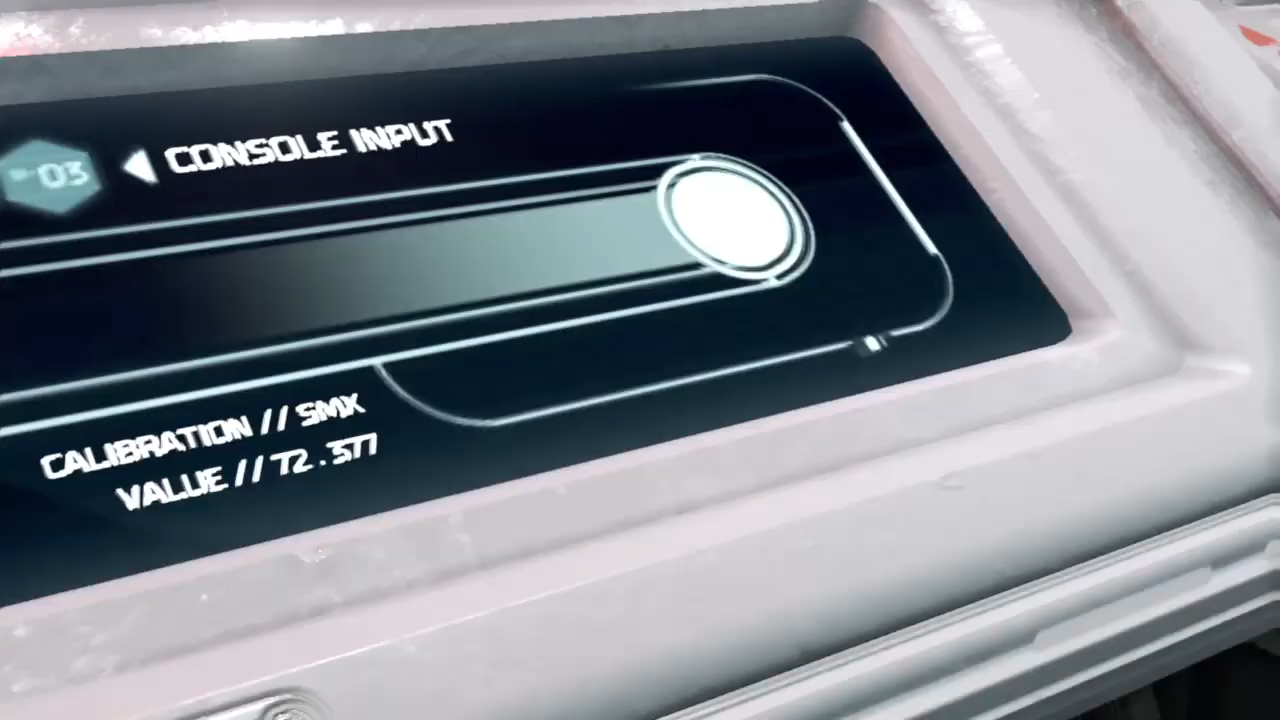 03
CONSOLE INPUT
CALIBRATION // SMX
VALUE // 72.377